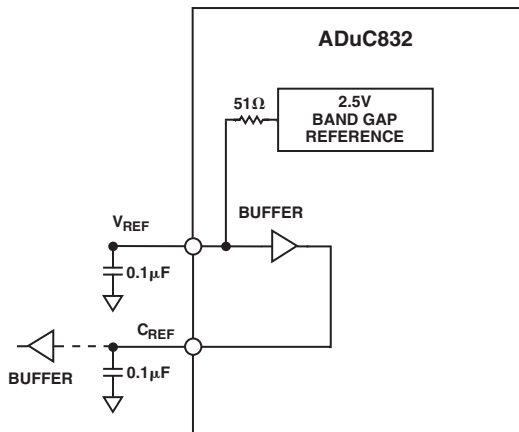 ADuC832
51Ω
2.5V
BAND GAP
REFERENCE
VREF
BUFFER
0.1μF
CREF
BUFFER
0.1μF